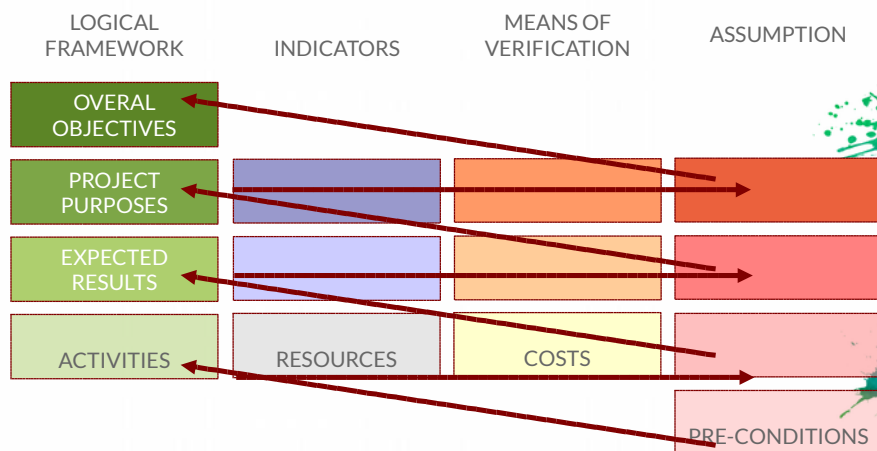 LOGICAL
FRAMEWORK
INDICATORS
MEANS OF
VERIFICATION
ASSUMPTION
OVERAL
OBJECTIVES
PROJECT
PURPOSES
EXPECTED
RESULTS
ACTIVITIES
RESOURCES
COSTS
PRE-CONDITIONS